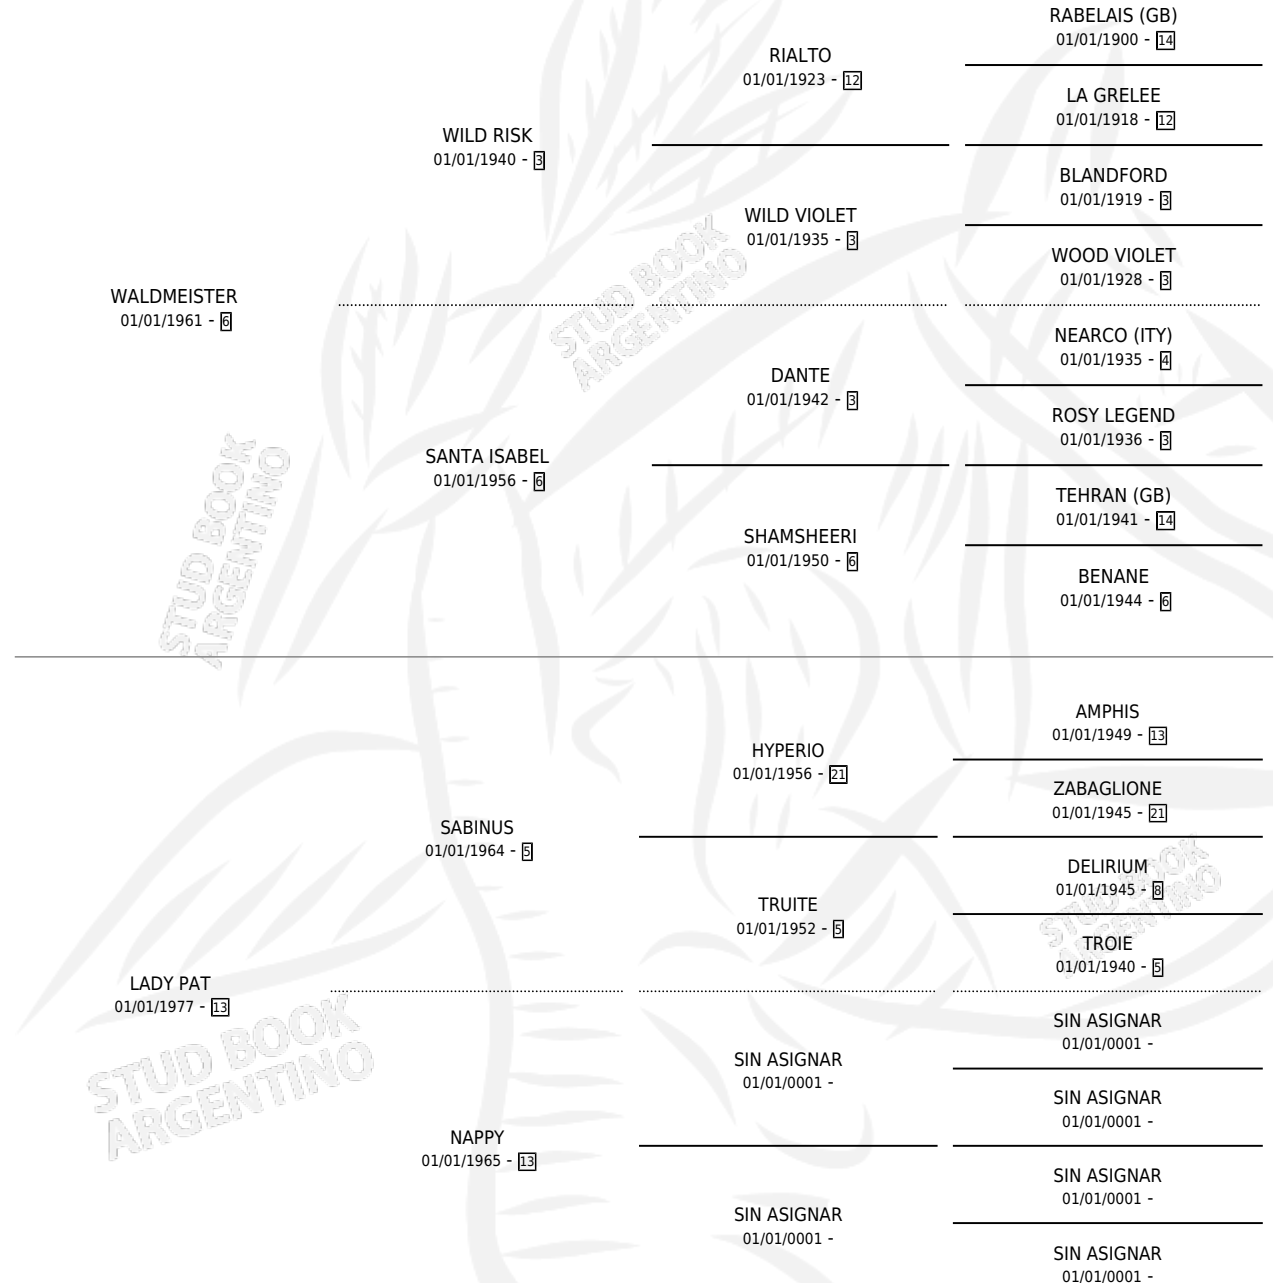 RABELAIS (GB)
01/01/1900 - 14
RIALTO
01/01/1923 - 12
LA GRELEE
01/01/1918 - 12
WILD RISK
01/01/1940 - 3
BLANDFORD
01/01/1919 - 3
WILD VIOLET
01/01/1935 - 3
WOOD VIOLET
01/01/1928 - 3
STUD BOOK
ARGENTINO
WALDMEISTER
01/01/1961 - 6
NEARCO (ITY)
01/01/1935 - 4
DANTE
01/01/1942 - 3
ROSY LEGEND
01/01/1936 - 3
SANTA ISABEL
01/01/1956 - 6
TEHRAN (GB)
01/01/1941 - 14
SHAMSHEERI
01/01/1950 - 6
BENANE
01/01/1944 - 6
STUD BOOK
ARGENTINO
AMPHIS
01/01/1949 - 13
HYPERIO
01/01/1956 - 21
ZABAGLIONE
01/01/1945 - 21
SABINUS
01/01/1964 - 5
DELIRIUM
01/01/1945 - 8
TRUITE
01/01/1952 - 5
TROIE
01/01/1940 - 5
STUD BOOK
ARGENTINO
LADY PAT
01/01/1977 - 13
SIN ASIGNAR
01/01/0001 -
SIN ASIGNAR
01/01/0001 -
SIN ASIGNAR
01/01/0001 -
NAPPY
01/01/1965 - 13
SIN ASIGNAR
01/01/0001 -
SIN ASIGNAR
01/01/0001 -
SIN ASIGNAR
01/01/0001 -
STUD BOOK
ARGENTINO